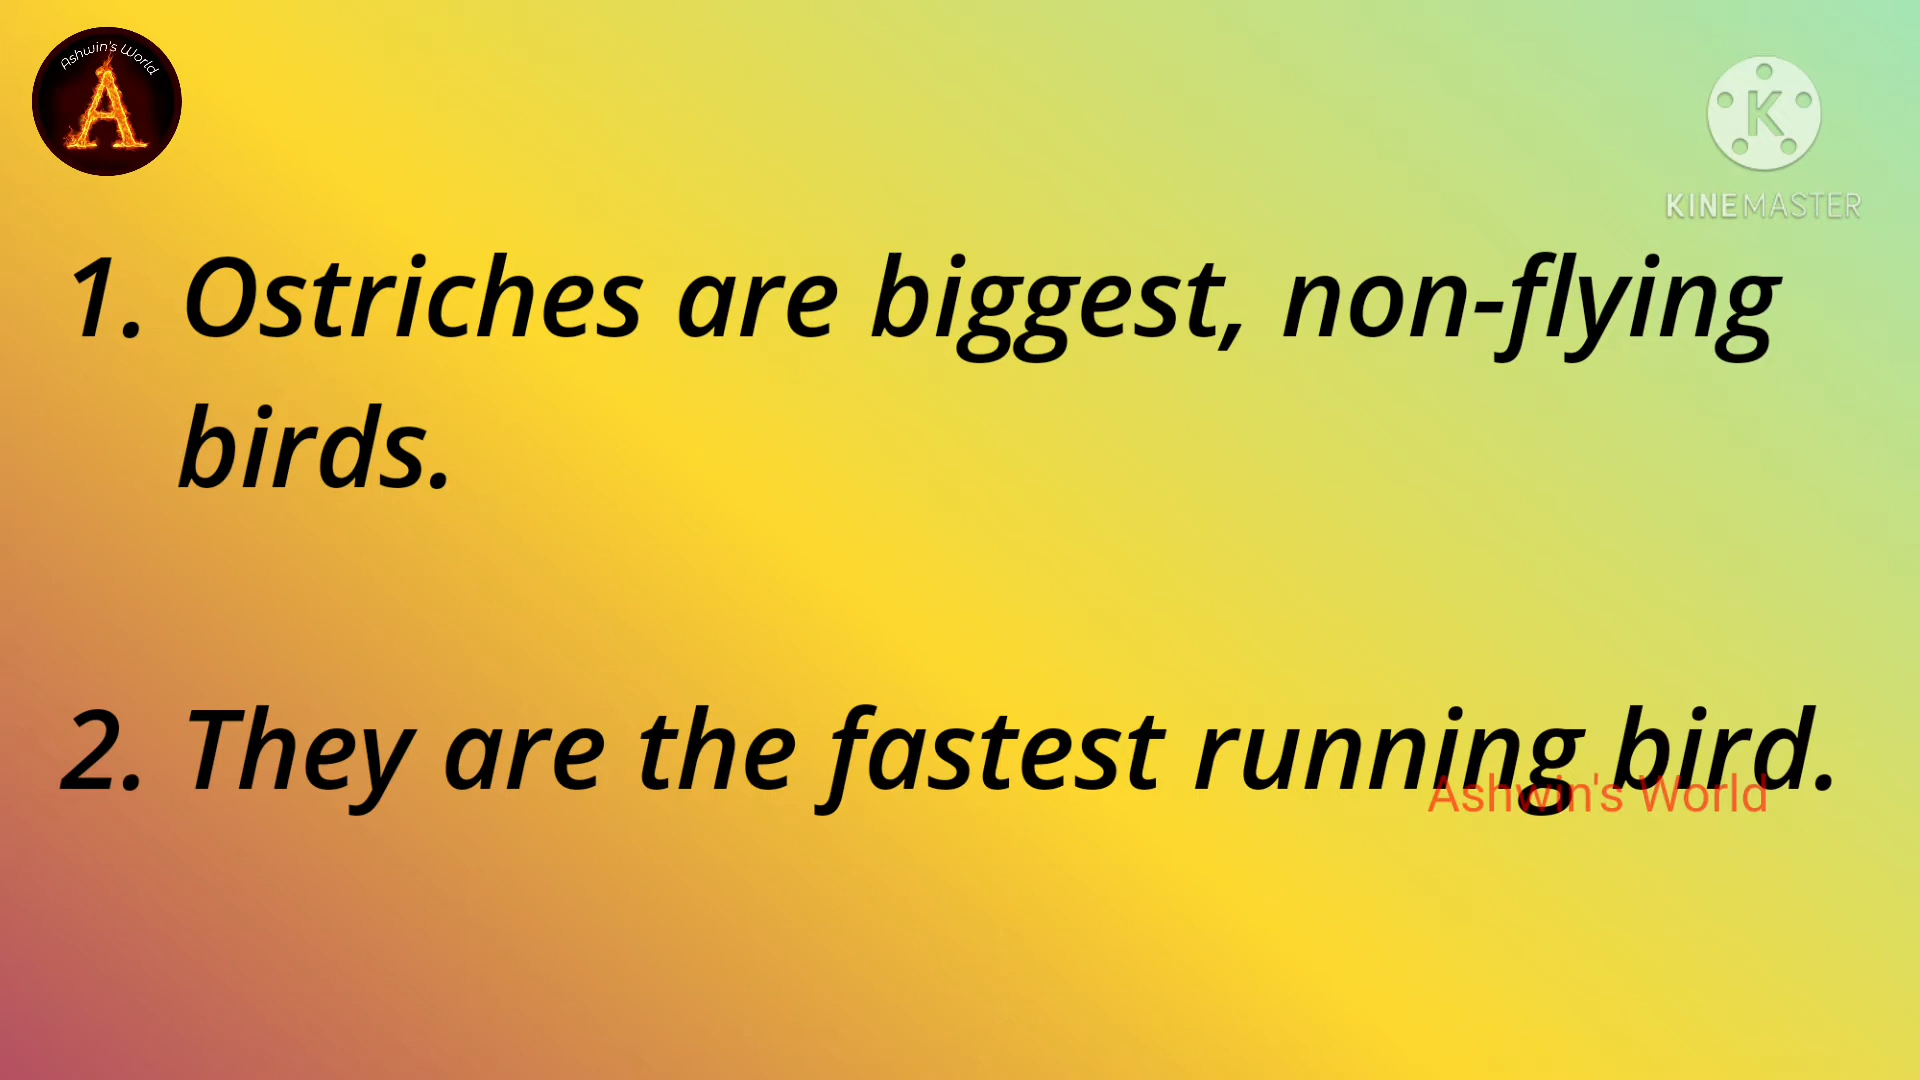 Ashwin's World
A
K
KINEMASTER
1. Ostriches are biggest, non-flying
birds.
2. They are the fastest running bird.
Ashwin's World